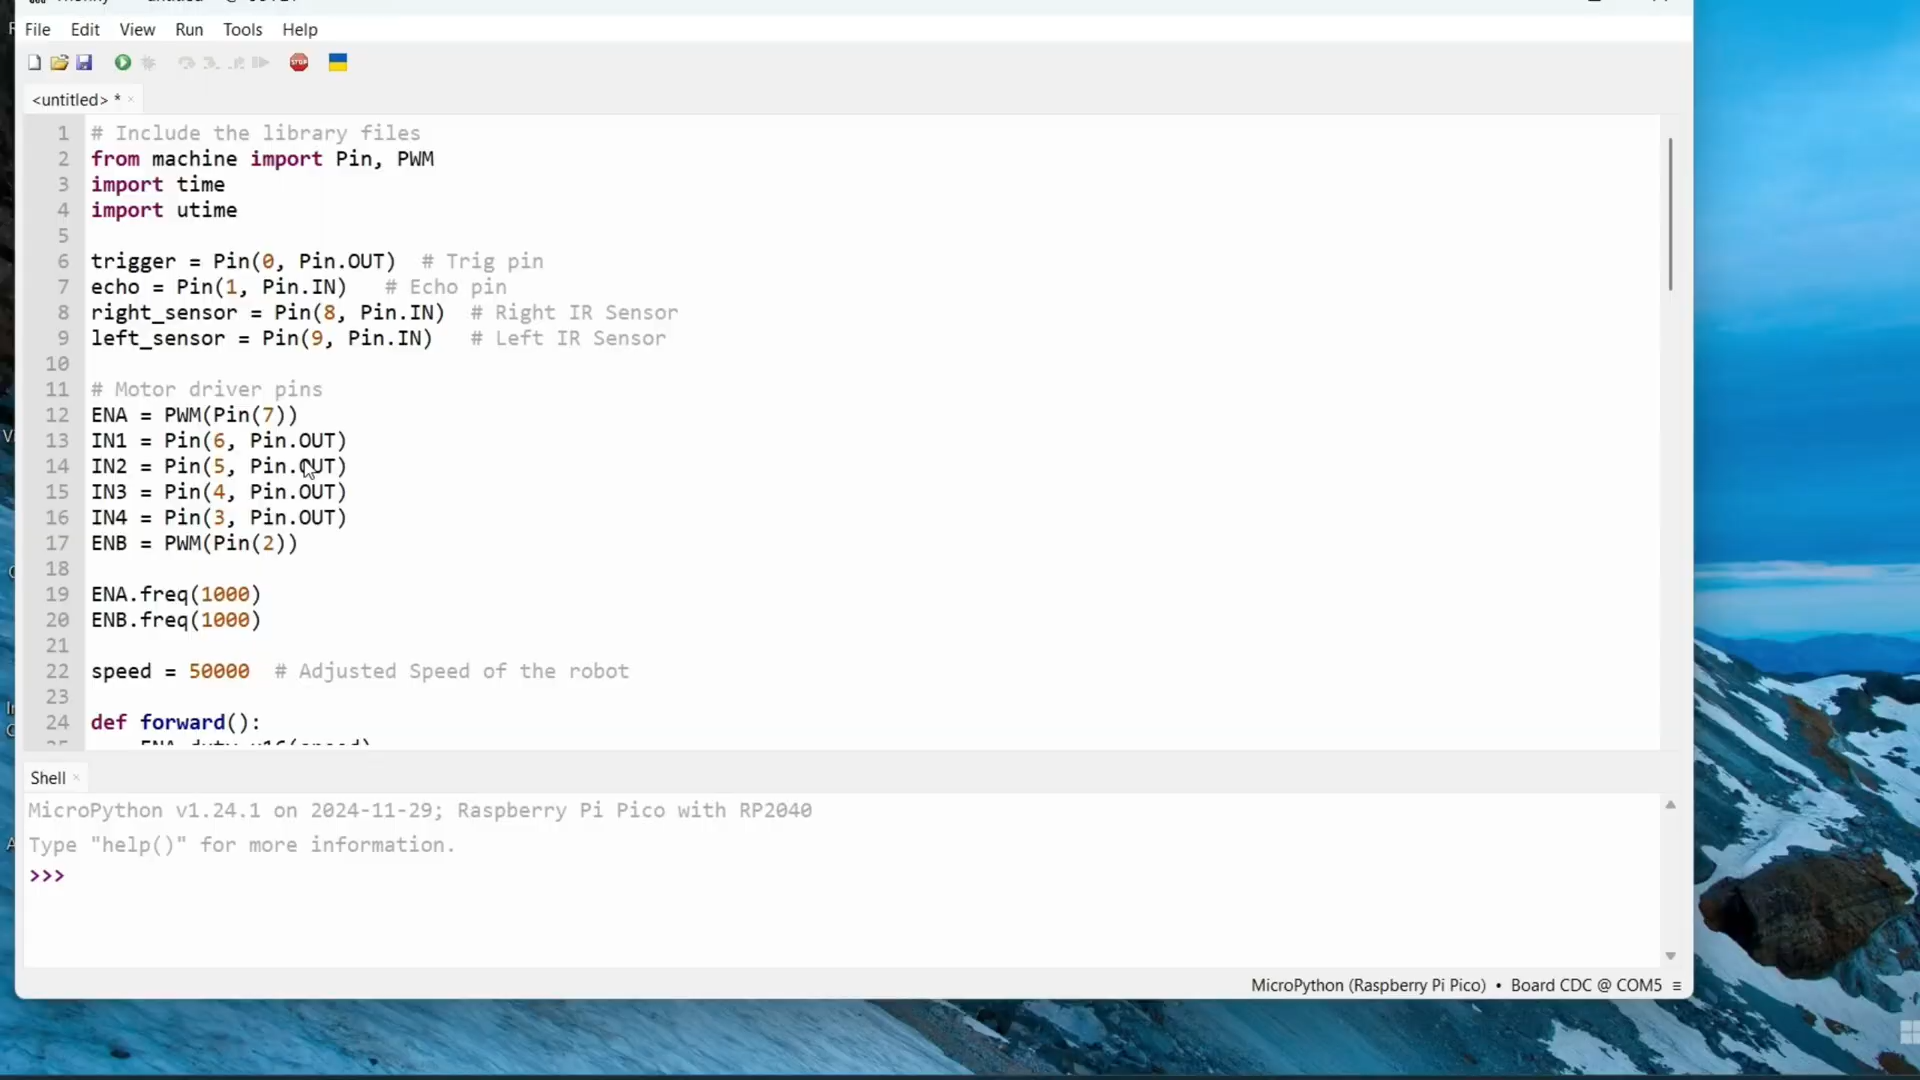 File Edit View Run Tools Help
STOP
<untitled> *
1 # Include the library files
2 from machine import Pin, PWM
3 import time
4 import utime
5
6 trigger = Pin(0, Pin.OUT)  # Trig pin
7 echo = Pin(1, Pin.IN)   # Echo pin
8 right_sensor = Pin(8, Pin.IN)  # Right IR Sensor
9 left_sensor = Pin(9, Pin.IN)   # Left IR Sensor
10
11 # Motor driver pins
12 ENA = PWM(Pin(7))
13 IN1 = Pin(6, Pin.OUT)
14 IN2 = Pin(5, Pin.OUT)
15 IN3 = Pin(4, Pin.OUT)
16 IN4 = Pin(3, Pin.OUT)
17 ENB = PWM(Pin(2))
18
19 ENA.freq(1000)
20 ENB.freq(1000)
21
22 speed = 50000  # Adjusted Speed of the robot
23
24 def forward():
Shell
MicroPython v1.24.1 on 2024-11-29; Raspberry Pi Pico with RP2040
Type "help()" for more information.
>>>
MicroPython (Raspberry Pi Pico) • Board CDC @ COM5 ≡